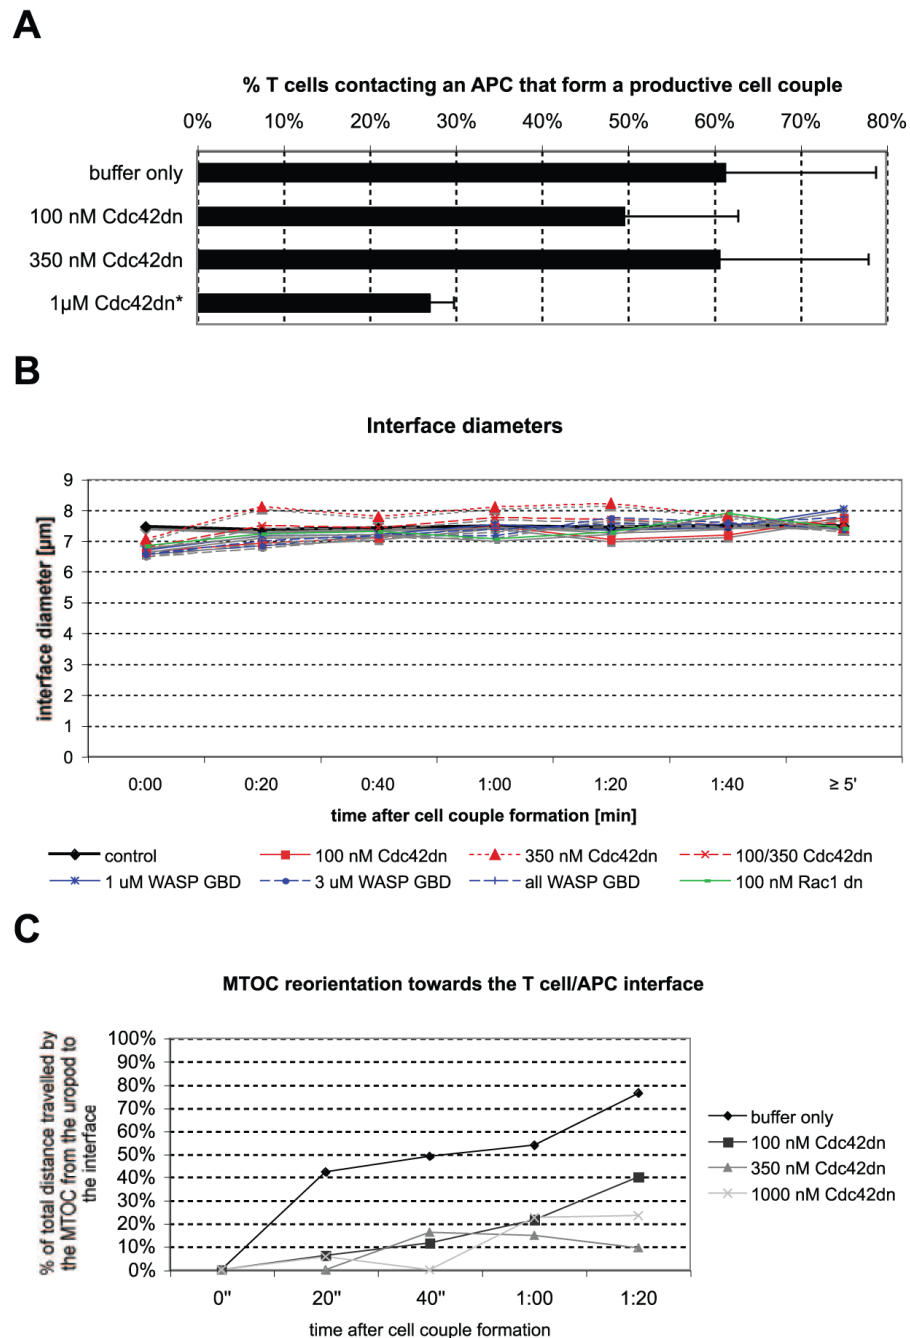 A
% T cells contacting an APC that form a productive cell couple
0% 10% 20% 30% 40% 50% 60% 70% 80%
buffer only
100 nM Cdc42dn
350 nM Cdc42dn
1µM Cdc42dn*
B
Interface diameters
interface diameter [µm]
9
8
7
6
5
4
3
2
1
0
0:00 0:20 0:40 1:00 1:20 1:40 ≥ 5'
time after cell couple formation [min]
control 100 nM Cdc42dn 350 nM Cdc42dn 100/350 Cdc42dn
1 uM WASP GBD 3 uM WASP GBD all WASP GBD 100 nM Rac1 dn
C
MTOC reorientation towards the T cell/APC interface
% of total distance travelled by
the MTOC from the uropod to
the interface
100%
90%
80%
70%
60%
50%
40%
30%
20%
10%
0%
0" 20" 40" 1:00 1:20
time after cell couple formation
buffer only
100 nM Cdc42dn
350 nM Cdc42dn
1000 nM Cdc42dn